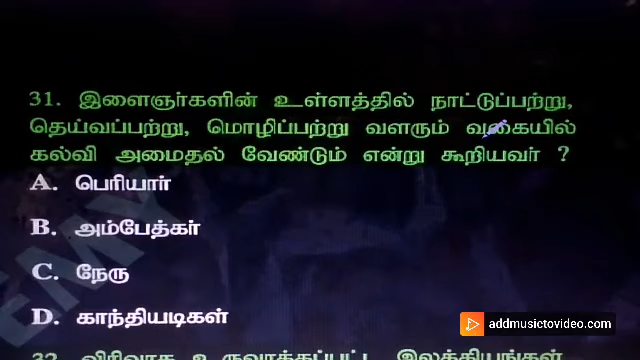 31. இளைஞர்களின் உள்ளத்தில் நாட்டுப்பற்று,
தெய்வப்பற்று, மொழிப்பற்று வளரும் வகையில்
கல்வி அமைதல் வேண்டும் என்று கூறியவர் ?
A. பெரியார்
B. அம்பேத்கர்
C. நேரு
D. காந்தியடிகள்
EMY
addmusictovideo.com
32. விரிவாக உருவாக்கப்பட்ட இலக்கியங்கள்